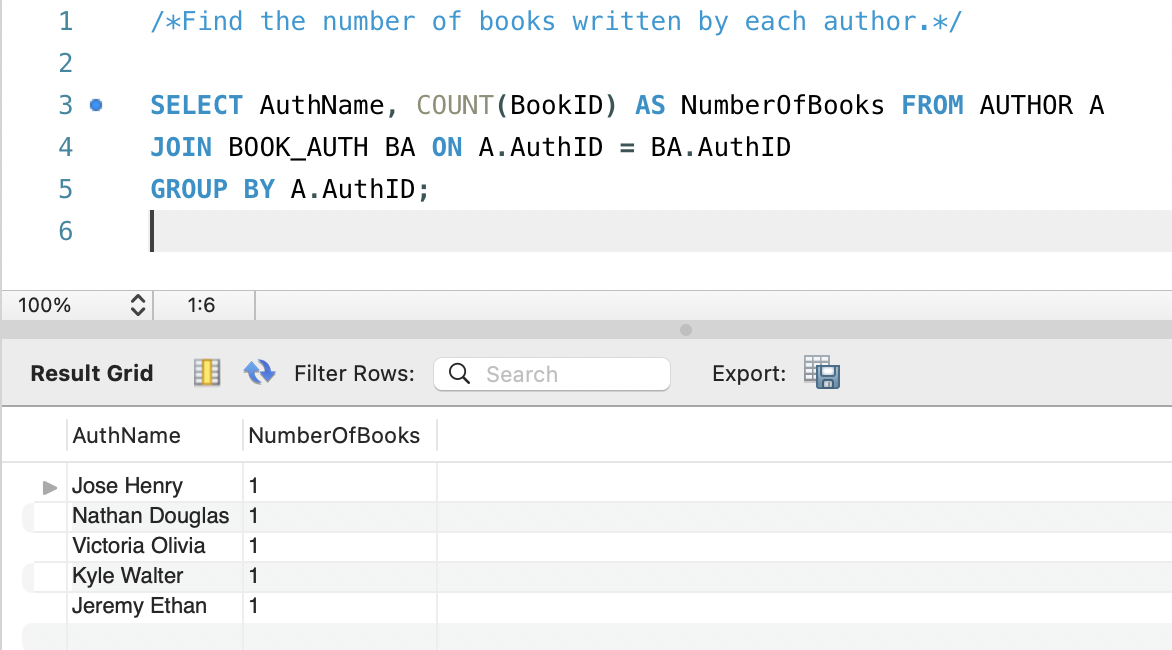 1 /*Find the number of books written by each author.*/
2
3 SELECT AuthName, COUNT(BookID) AS NumberOfBooks FROM AUTHOR A
4 JOIN BOOK_AUTH BA ON A.AuthID = BA.AuthID
5 GROUP BY A.AuthID;
6
100% 1:6
Result Grid Filter Rows: Search Export:
AuthName NumberOfBooks
Jose Henry 1
Nathan Douglas 1
Victoria Olivia 1
Kyle Walter 1
Jeremy Ethan 1